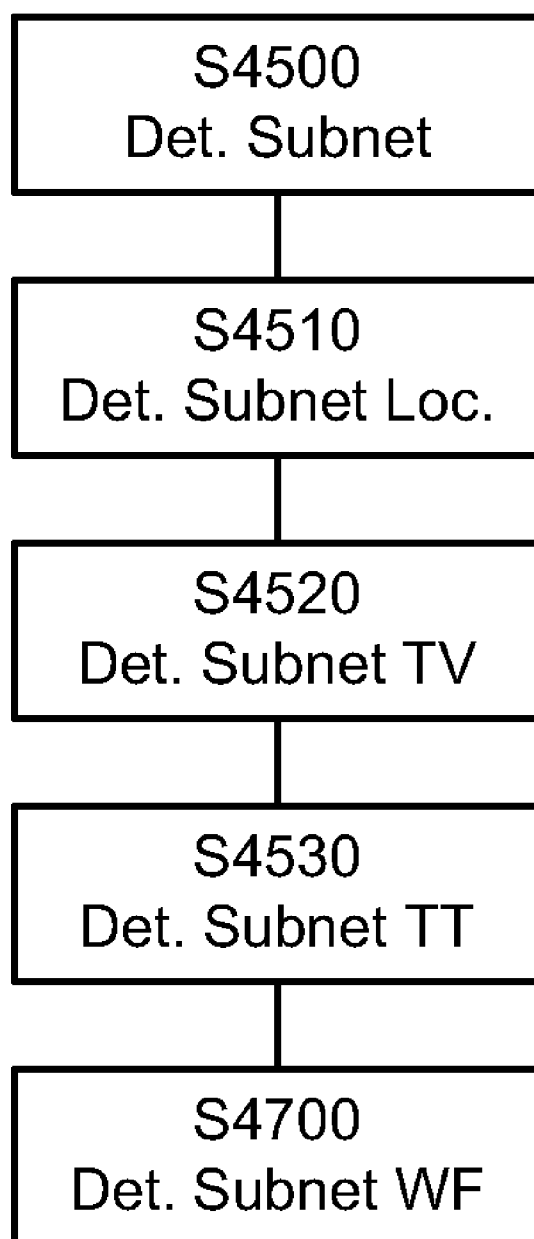 S4500
Det. Subnet
S4510
Det. Subnet Loc.
S4520
Det. Subnet TV
S4530
Det. Subnet TT
S4700
Det. Subnet WF